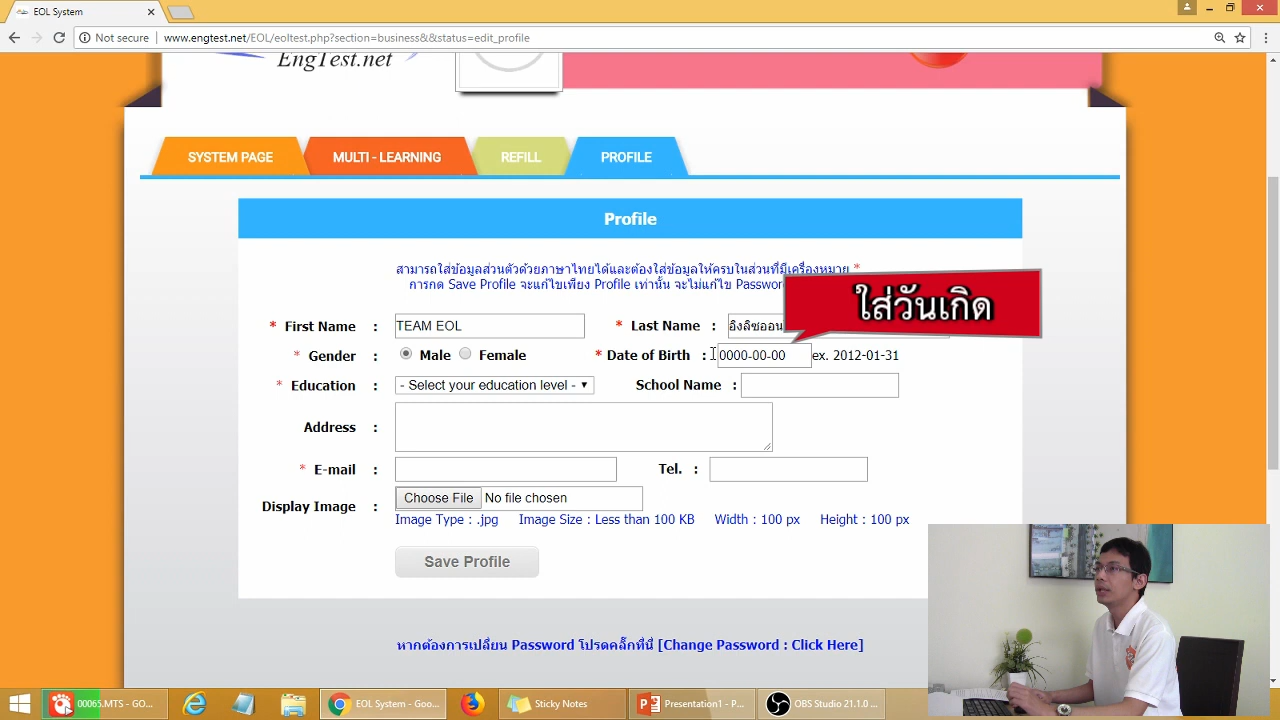 EOL System
Not secure | www.engtest.net/EOL/eoltest.php?section=business&&status=edit_profile
EngTest.net
SYSTEM PAGE
MULTI - LEARNING
REFILL
PROFILE
Profile
สามารถใส่ข้อมูลส่วนตัวด้วยภาษาไทยได้และต้องใส่ข้อมูลให้ครบในส่วนที่มีเครื่องหมาย *
การกด Save Profile จะแก้ไขเพียง Profile เท่านั้น จะไม่แก้ไข Password
ใส่วันเกิด
* First Name : TEAM EOL * Last Name : อิงลิชออน
* Gender : Male Female * Date of Birth : 0000-00-00 ex. 2012-01-31
* Education : - Select your education level - School Name :
Address :
* E-mail : Tel. :
Display Image : Choose File No file chosen
Image Type : .jpg Image Size : Less than 100 KB Width : 100 px Height : 100 px
Save Profile
หากต้องการเปลี่ยน Password โปรดคลิ๊กที่นี่ [Change Password : Click Here]
00065.MTS - GO...
EOL System - Goo...
Sticky Notes
Presentation1 - P...
OBS Studio 21.1.0 ...